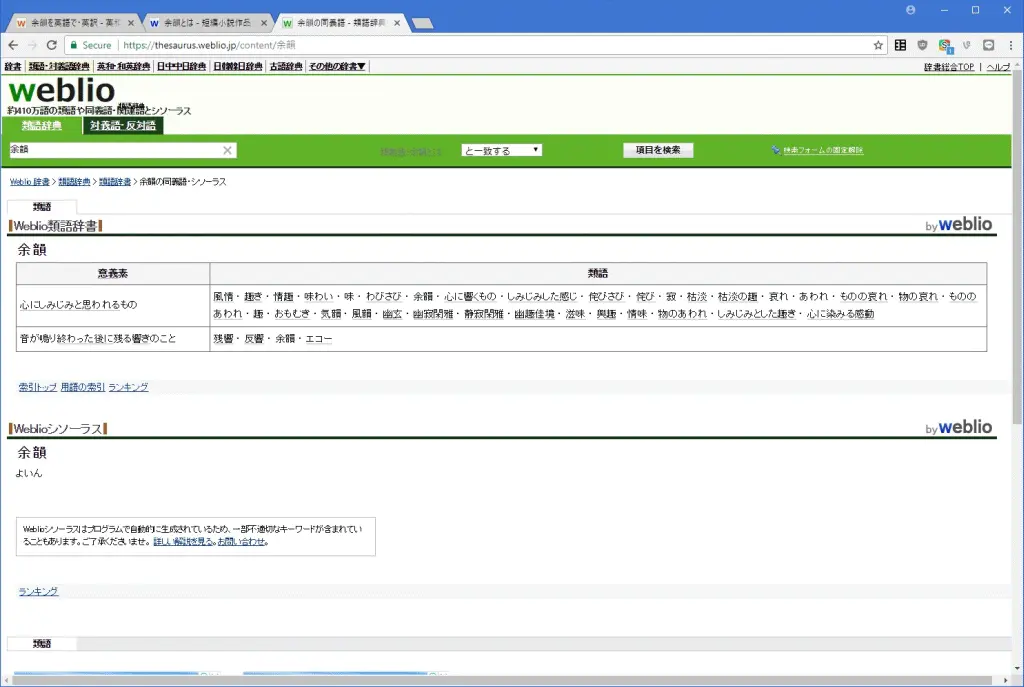 余韻を英語で・英訳 - 英和
余韻とは - 短編小説作品
余韻の同義語 - 類語辞典
Secure
https://thesaurus.weblio.jp/content/余韻
辞書 類語・対義語辞典 英和・和英辞典 日中中日辞典 日韓韓日辞典 古語辞典 その他の辞書▼
辞書総合TOP ヘルプ
weblio
類語辞典
約410万語の類語や同義語・関連語とシソーラス
類語辞典 対義語・反対語
余韻
と一致する
項目を検索
検索フォームの固定解除
Weblio 辞書 > 類語辞典 > 類語辞書 > 余韻の同義語・シソーラス
類語
Weblio類語辞書
by weblio
余韻
意義素 類語
心にしみじみと思われるもの
風情・ 趣き・ 情趣・ 味わい・ 味・ わびさび・ 余韻・ 心に響くもの・ しみじみした感じ・ 侘びさび・ 侘び・ 寂・ 枯淡・ 枯淡の趣・ 哀れ・ あわれ・ ものの哀れ・ 物の哀れ・ ものの
あわれ・ 趣・ おもむき・ 気韻・ 風韻・ 幽玄・ 幽寂閑雅・ 静寂閑雅・ 幽趣佳境・ 滋味・ 興趣・ 情味・ 物のあわれ・ しみじみとした趣き・ 心に染みる感動
音が鳴り終わった後に残る響きのこと
残響・ 反響・ 余韻・ エコー
索引トップ 用語の索引 ランキング
Weblioシソーラス
by weblio
余韻
よいん
Weblioシソーラスはプログラムで自動的に生成されているため、一部不適切なキーワードが含まれてい
ることもあります。ご了承くださいませ。 詳しい解説を見る。お問い合わせ。
ランキング
類語